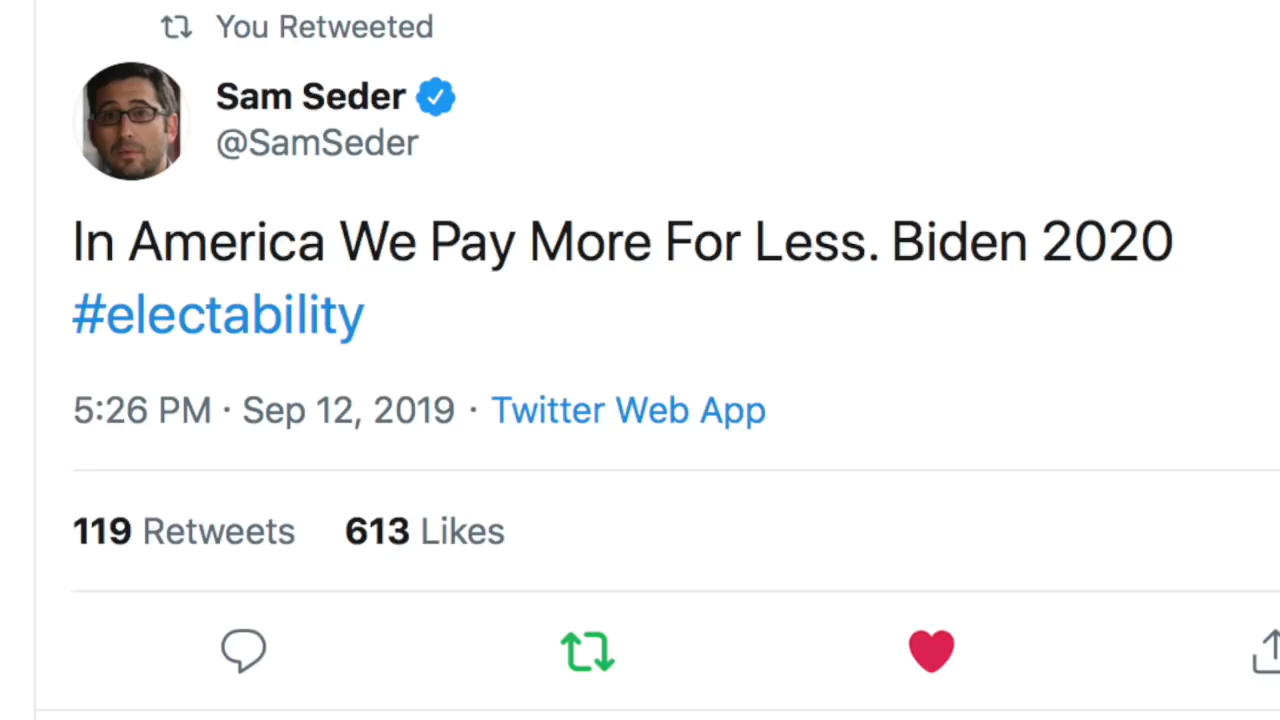 You Retweeted
Sam Seder
@SamSeder
In America We Pay More For Less. Biden 2020
#electability
5:26 PM · Sep 12, 2019 · Twitter Web App
119 Retweets 613 Likes